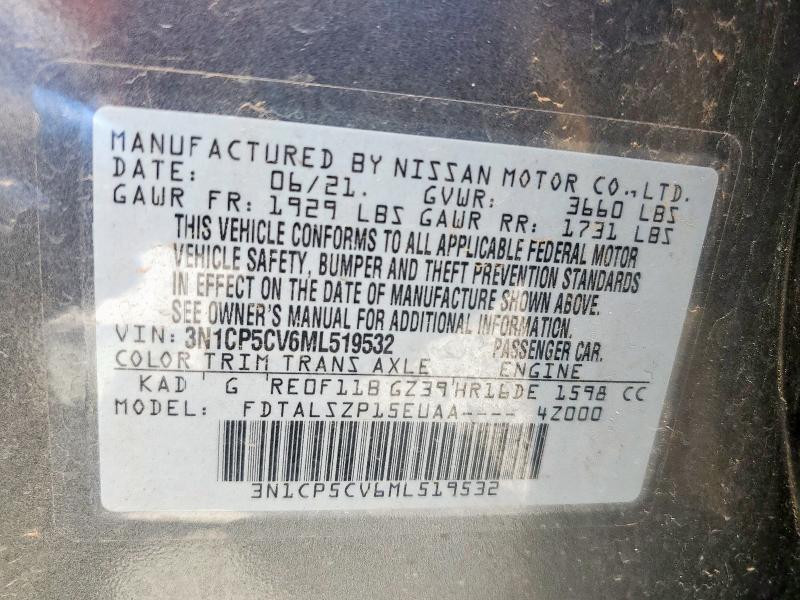 MANUFACTURED BY NISSAN MOTOR CO.,LTD.
DATE: 06/21. GVWR: 3660 LBS
GAWR FR: 1929 LBS GAWR RR: 1731 LBS
THIS VEHICLE CONFORMS TO ALL APPLICABLE FEDERAL MOTOR
VEHICLE SAFETY, BUMPER AND THEFT PREVENTION STANDARDS
IN EFFECT ON THE DATE OF MANUFACTURE SHOWN ABOVE.
SEE OWNER'S MANUAL FOR ADDITIONAL INFORMATION.
VIN: 3N1CP5CV6ML519532 PASSENGER CAR.
COLOR TRIM TRANS AXLE ENGINE
KAD G RE0F11B GZ39 HR16DE 1598 CC
MODEL: FDTALSZP15EUAA---- 4Z000
3N1CP5CV6ML519532